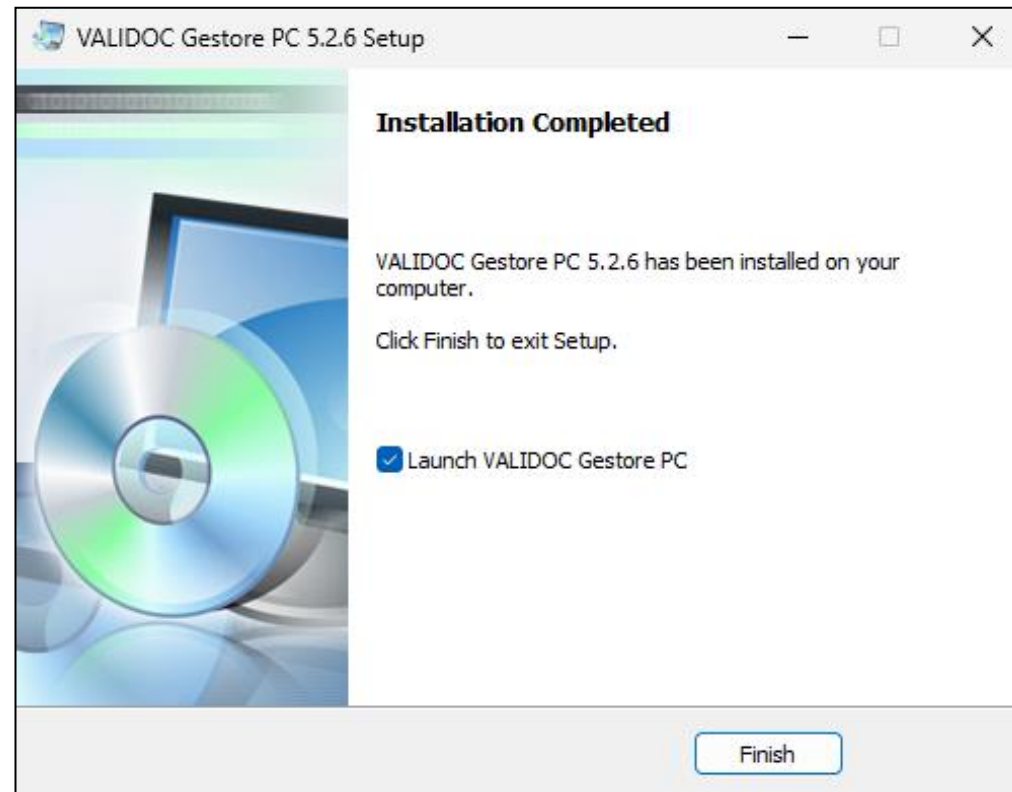 VALIDOC Gestore PC 5.2.6 Setup
Installation Completed
VALIDOC Gestore PC 5.2.6 has been installed on your
computer.
Click Finish to exit Setup.
Launch VALIDOC Gestore PC
Finish